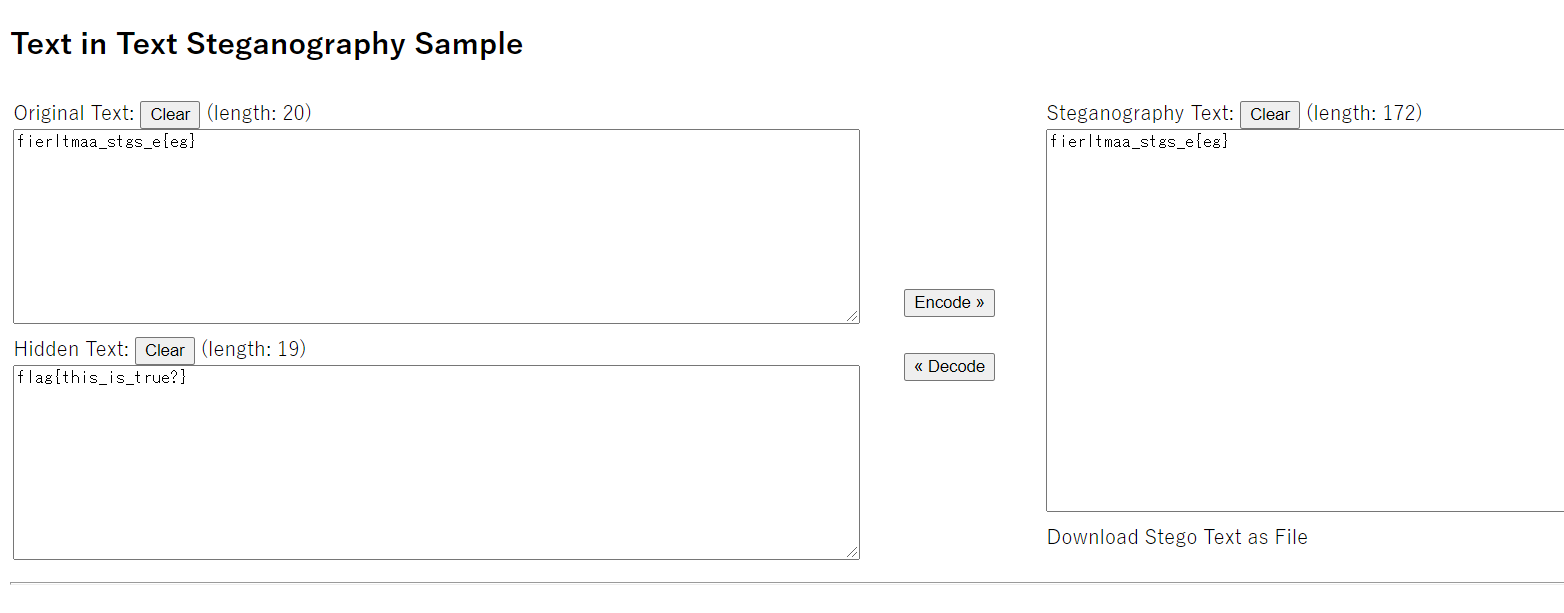 Text in Text Steganography Sample
Original Text: Clear (length: 20)
fierltmaa_stgs_e{eg}
Hidden Text: Clear (length: 19)
flag{this_is_true?}
Encode »
« Decode
Steganography Text: Clear (length: 172)
fierltmaa_stgs_e{eg}
Download Stego Text as File